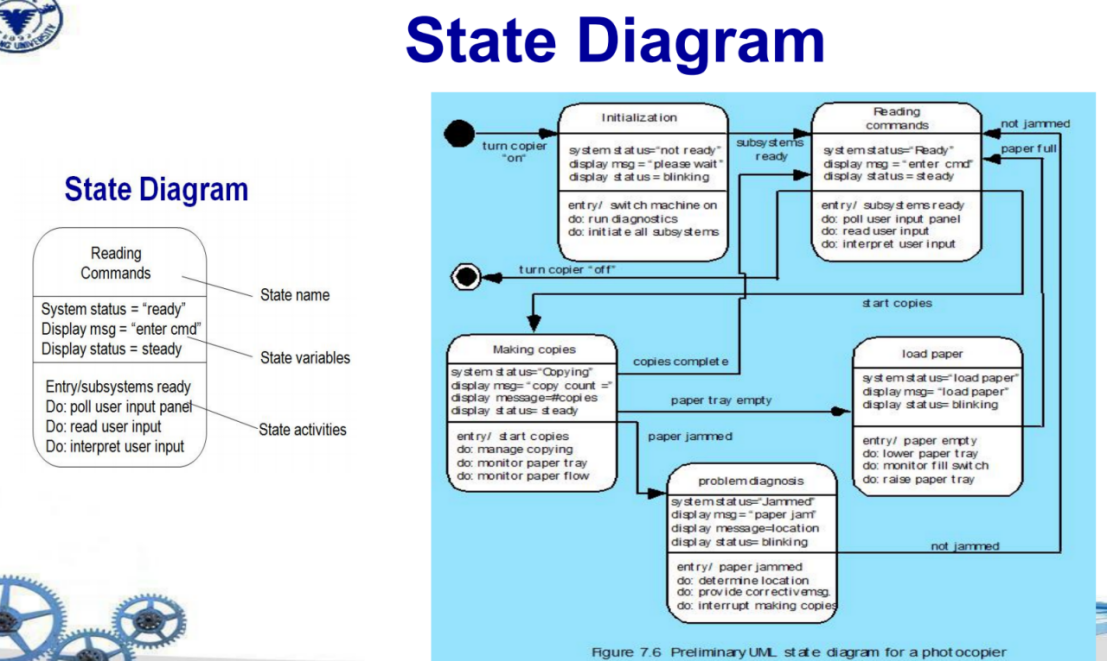 State Diagram
State Diagram
Reading
Commands
System status = “ready”
Display msg = “enter cmd”
Display status = steady
Entry/subsystems ready
Do: poll user input panel
Do: read user input
Do: interpret user input
State name
State variables
State activities
turn copier
"on"
Initialization
system status="not ready"
display msg = "please wait"
display status = blinking
entry/ switch machine on
do: run diagnostics
do: initiate all subsystems
subsystems
ready
Reading
commands
system status="Ready"
display msg = "enter cmd"
display status = steady
entry/ subsystems ready
do: poll user input panel
do: read user input
do: interpret user input
not jammed
paper full
turn copier "off"
start copies
Making copies
system status="Copying"
display msg= "copy count ="
display message=#copies
display status= steady
entry/ start copies
do: manage copying
do: monitor paper tray
do: monitor paper flow
copies complete
paper tray empty
paper jammed
load paper
system status="load paper"
display msg= "load paper"
display status= blinking
entry/ paper empty
do: lower paper tray
do: monitor fill switch
do: raise paper tray
problem diagnosis
system status="Jammed"
display msg = "paper jam"
display message=location
display status= blinking
entry/ paper jammed
do: determine location
do: provide correctivemsg.
do: interrupt making copies
not jammed
Figure 7.6 Preliminary UML state diagram for a photocopier